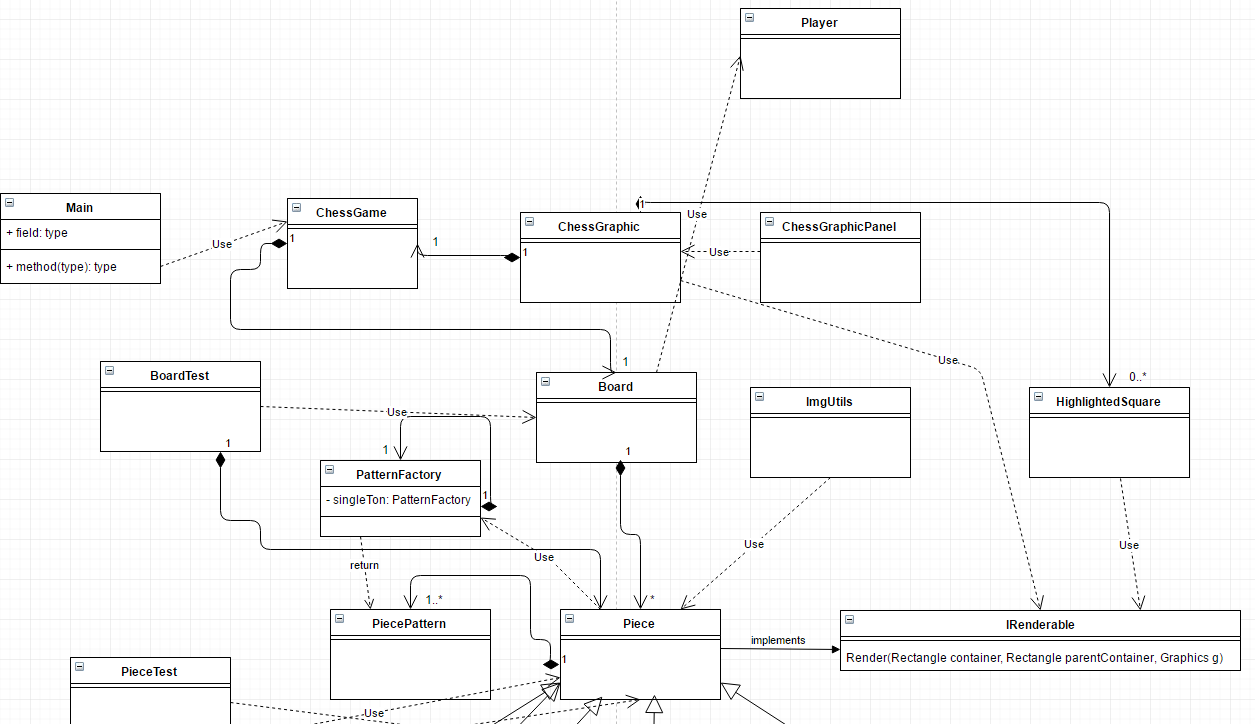 Player
Main
+ field: type
+ method(type): type
Use
ChessGame
1
1
ChessGraphic
1
1
Use
ChessGraphicPanel
Use
Use
0..*
1
BoardTest
1
Use
Board
1
ImgUtils
HighlightedSquare
1
PatternFactory
- singleTon: PatternFactory
1
return
Use
Use
Use
1..*
*
PiecePattern
Piece
1
implements
IRenderable
Render(Rectangle container, Rectangle parentContainer, Graphics g)
PieceTest
Use